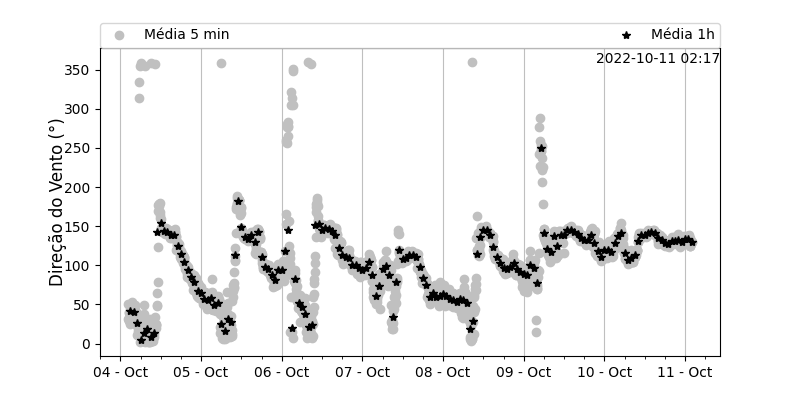 Média 5 min
Média 1h
2022-10-11 02:17
Direção do Vento (°)
350
300
250
200
150
100
50
0
04 - Oct
05 - Oct
06 - Oct
07 - Oct
08 - Oct
09 - Oct
10 - Oct
11 - Oct